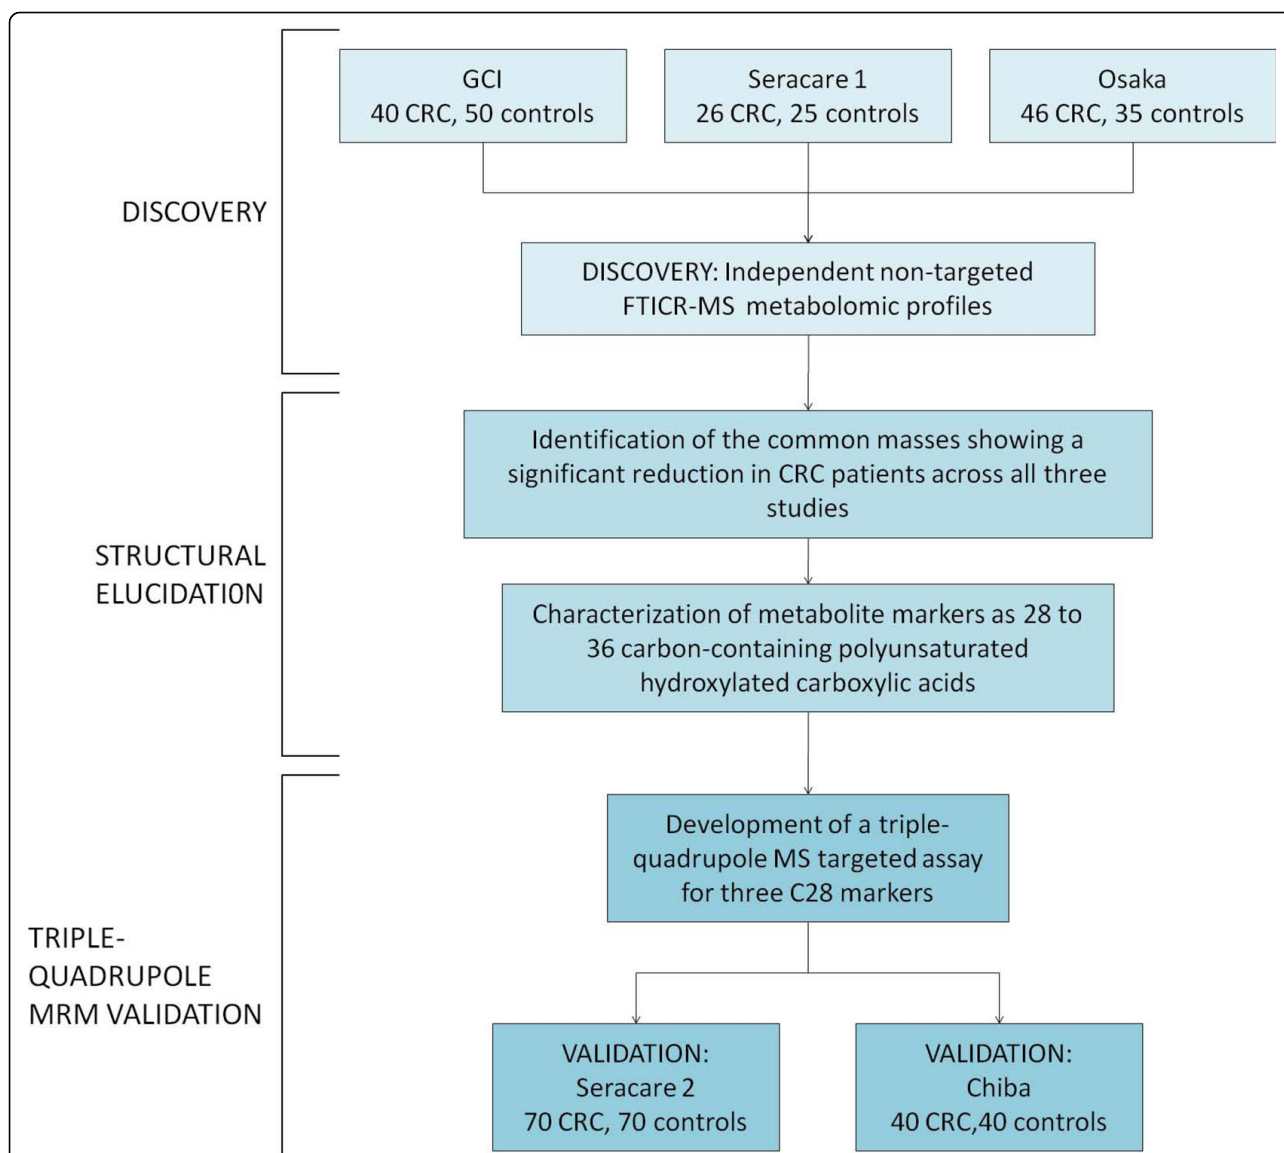 GCI
40 CRC, 50 controls
Seracare 1
26 CRC, 25 controls
Osaka
46 CRC, 35 controls
DISCOVERY
DISCOVERY: Independent non-targeted
FTICR-MS metabolomic profiles
Identification of the common masses showing a
significant reduction in CRC patients across all three
studies
STRUCTURAL
ELUCIDATI0N
Characterization of metabolite markers as 28 to
36 carbon-containing polyunsaturated
hydroxylated carboxylic acids
Development of a triple-
quadrupole MS targeted assay
for three C28 markers
TRIPLE-
QUADRUPOLE
MRM VALIDATION
VALIDATION:
Seracare 2
70 CRC, 70 controls
VALIDATION:
Chiba
40 CRC,40 controls